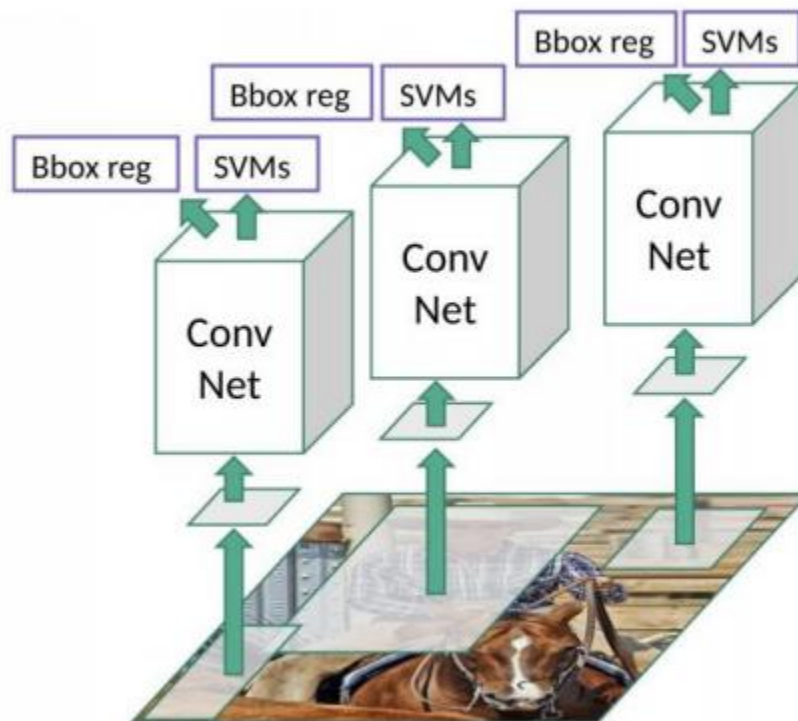 Bbox reg
SVMs
Bbox reg
SVMs
Bbox reg
SVMs
Conv
Net
Conv
Net
Conv
Net